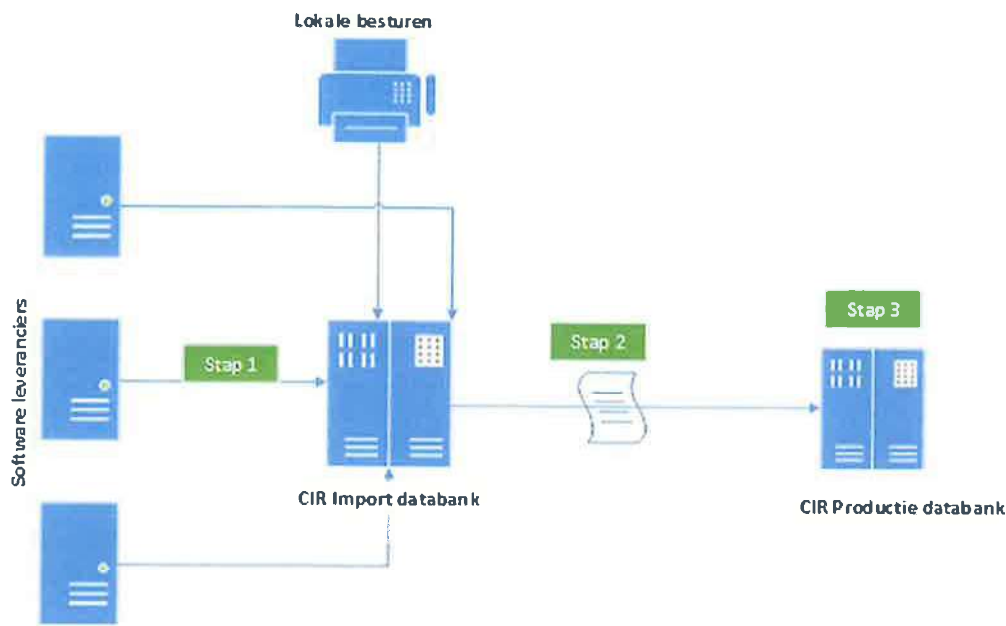 Lokale besturen
Software leveranciers
Stap 1
Stap 2
Stap 3
CIR Import databank
CIR Productie databank